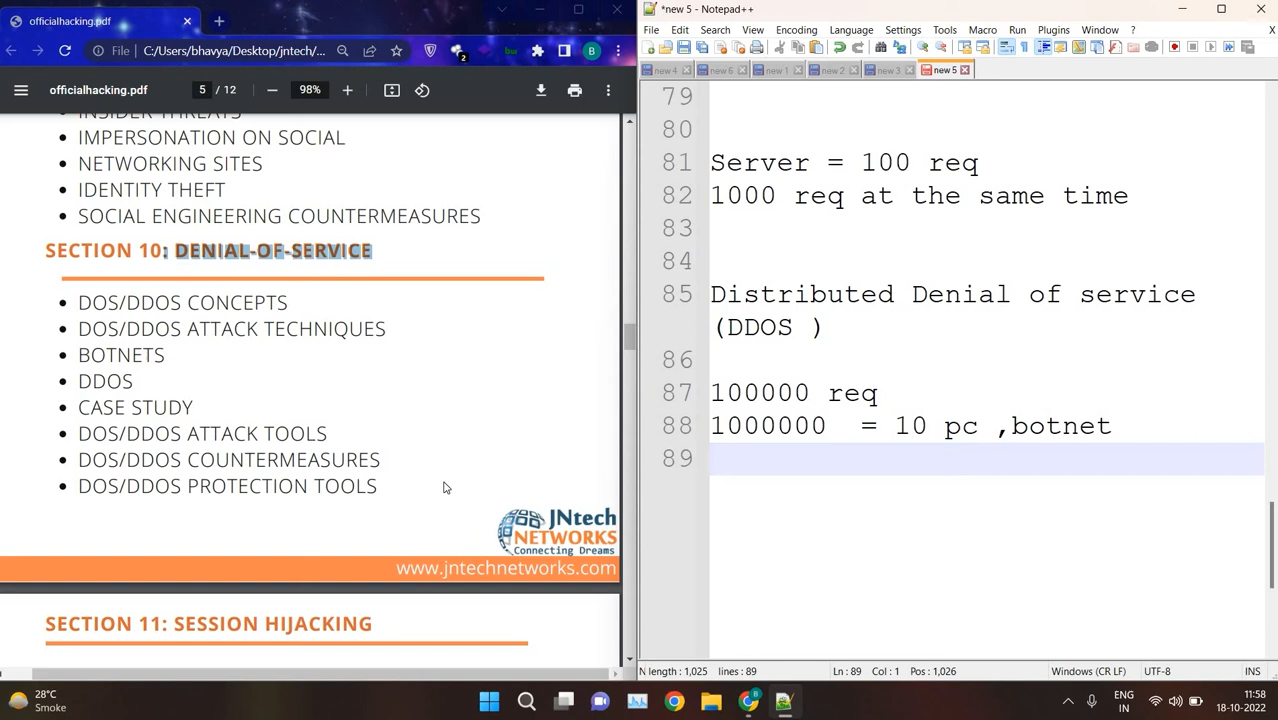 officialhacking.pdf
File
C:/Users/bhavya/Desktop/jntech/...
2
B
officialhacking.pdf
5 / 12
98%
INSIDER THREATS
IMPERSONATION ON SOCIAL
NETWORKING SITES
IDENTITY THEFT
SOCIAL ENGINEERING COUNTERMEASURES
SECTION 10: DENIAL-OF-SERVICE
DOS/DDOS CONCEPTS
DOS/DDOS ATTACK TECHNIQUES
BOTNETS
DDOS
CASE STUDY
DOS/DDOS ATTACK TOOLS
DOS/DDOS COUNTERMEASURES
DOS/DDOS PROTECTION TOOLS
JNtech
NETWORKS
Connecting Dreams
www.jntechnetworks.com
SECTION 11: SESSION HIJACKING
*new 5 - Notepad++
File Edit Search View Encoding Language Settings Tools Macro Run Plugins Window ?
X
new 4 new 6 new 1 new 2 new 3 new 5
79
80
81 Server = 100 req
82 1000 req at the same time
83
84
85 Distributed Denial of service
(DDOS )
86
87 100000 req
88 1000000 = 10 pc ,botnet
89
N length : 1,025 lines : 89 Ln : 89 Col : 1 Pos : 1,026 Windows (CR LF) UTF-8 INS
28°C
Smoke
ENG
IN
11:58
18-10-2022